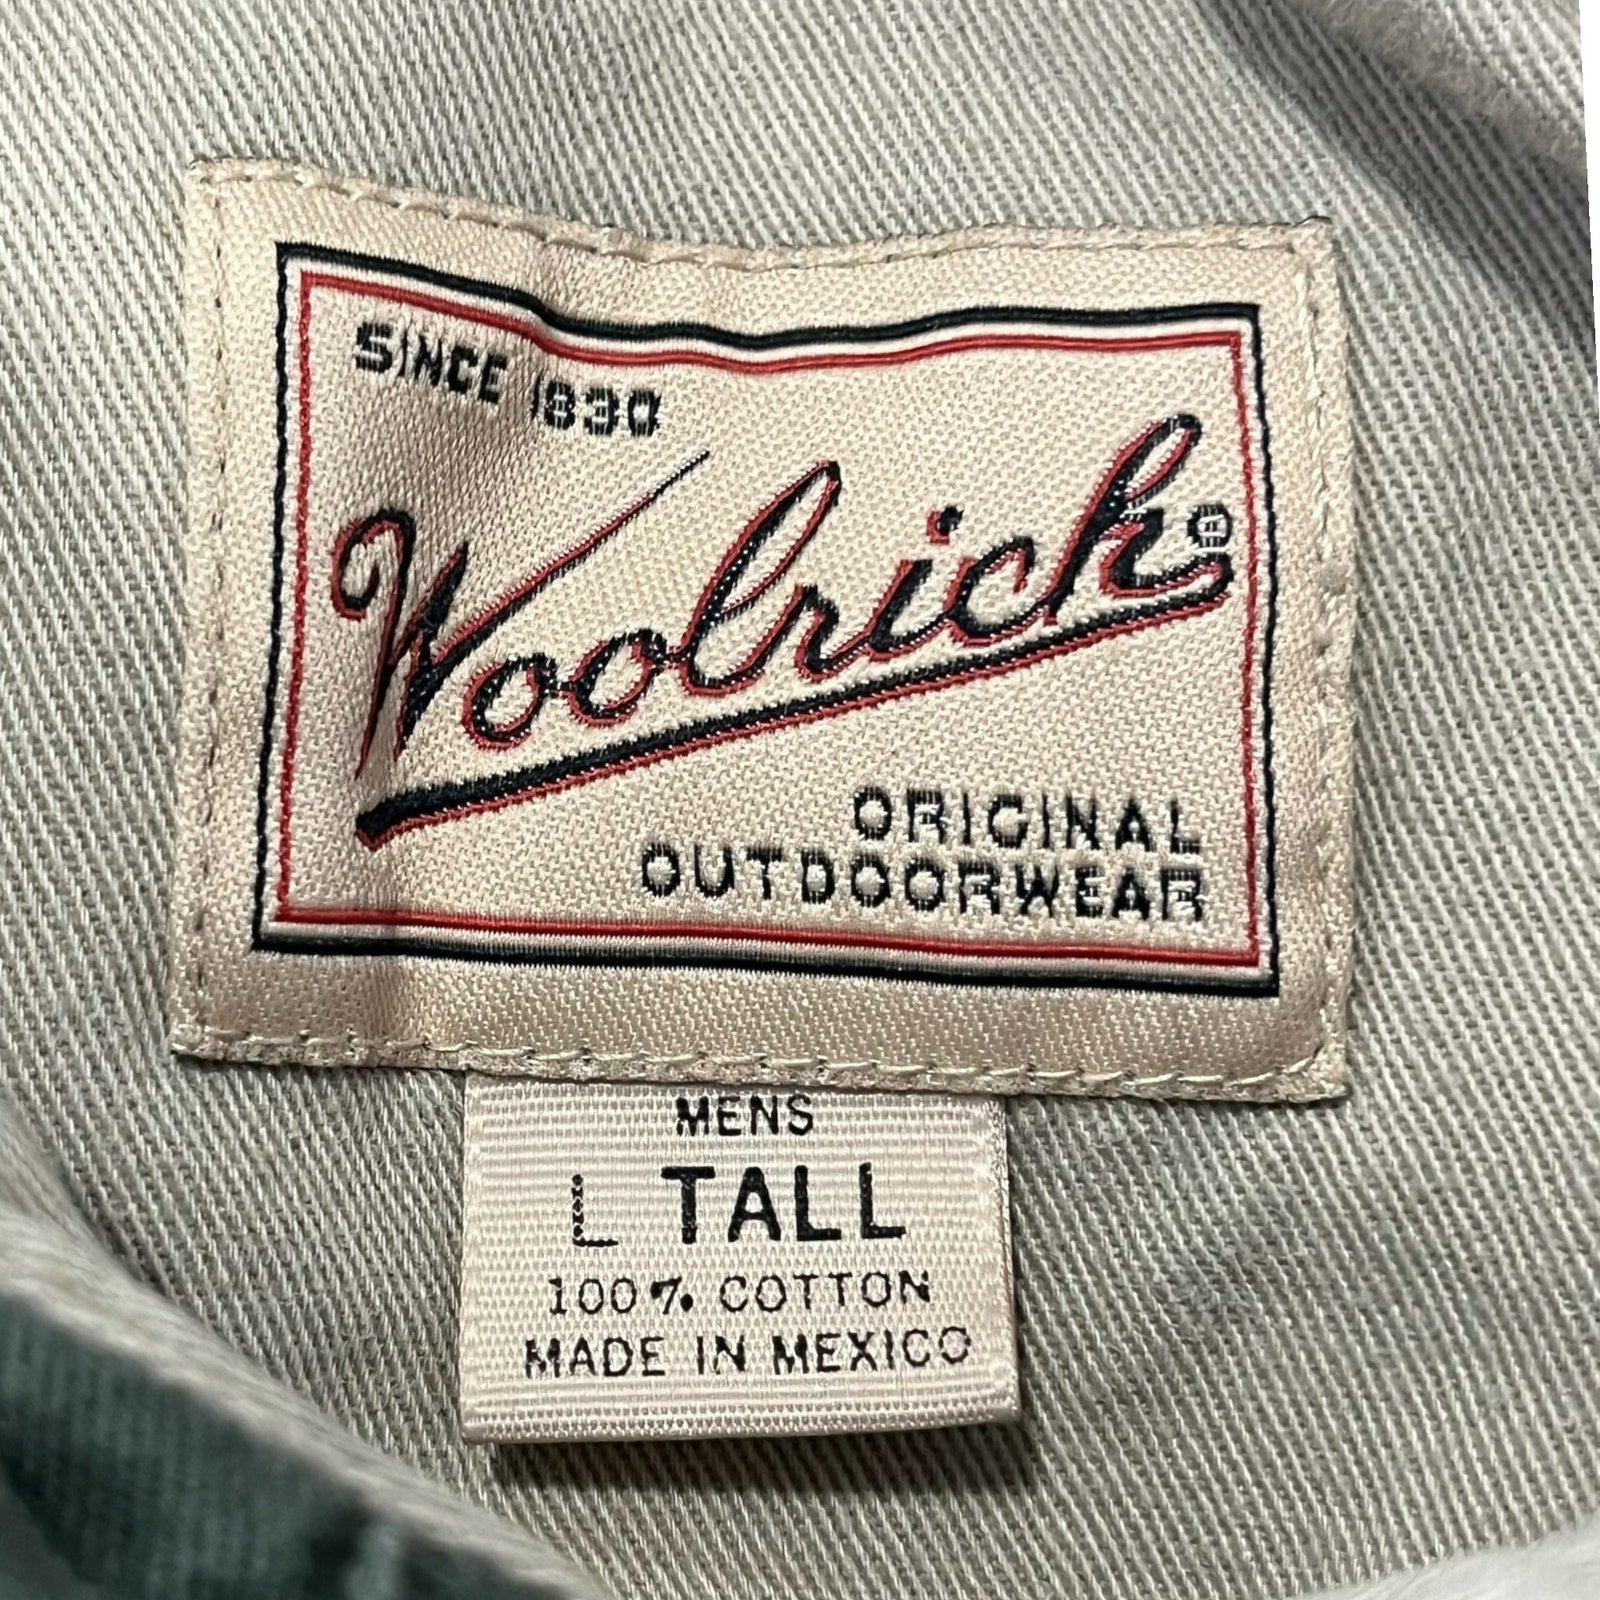 SINCE 1830
Woolrich®
ORIGINAL
OUTDOORWEAR
MENS
L TALL
100% COTTON
MADE IN MEXICO